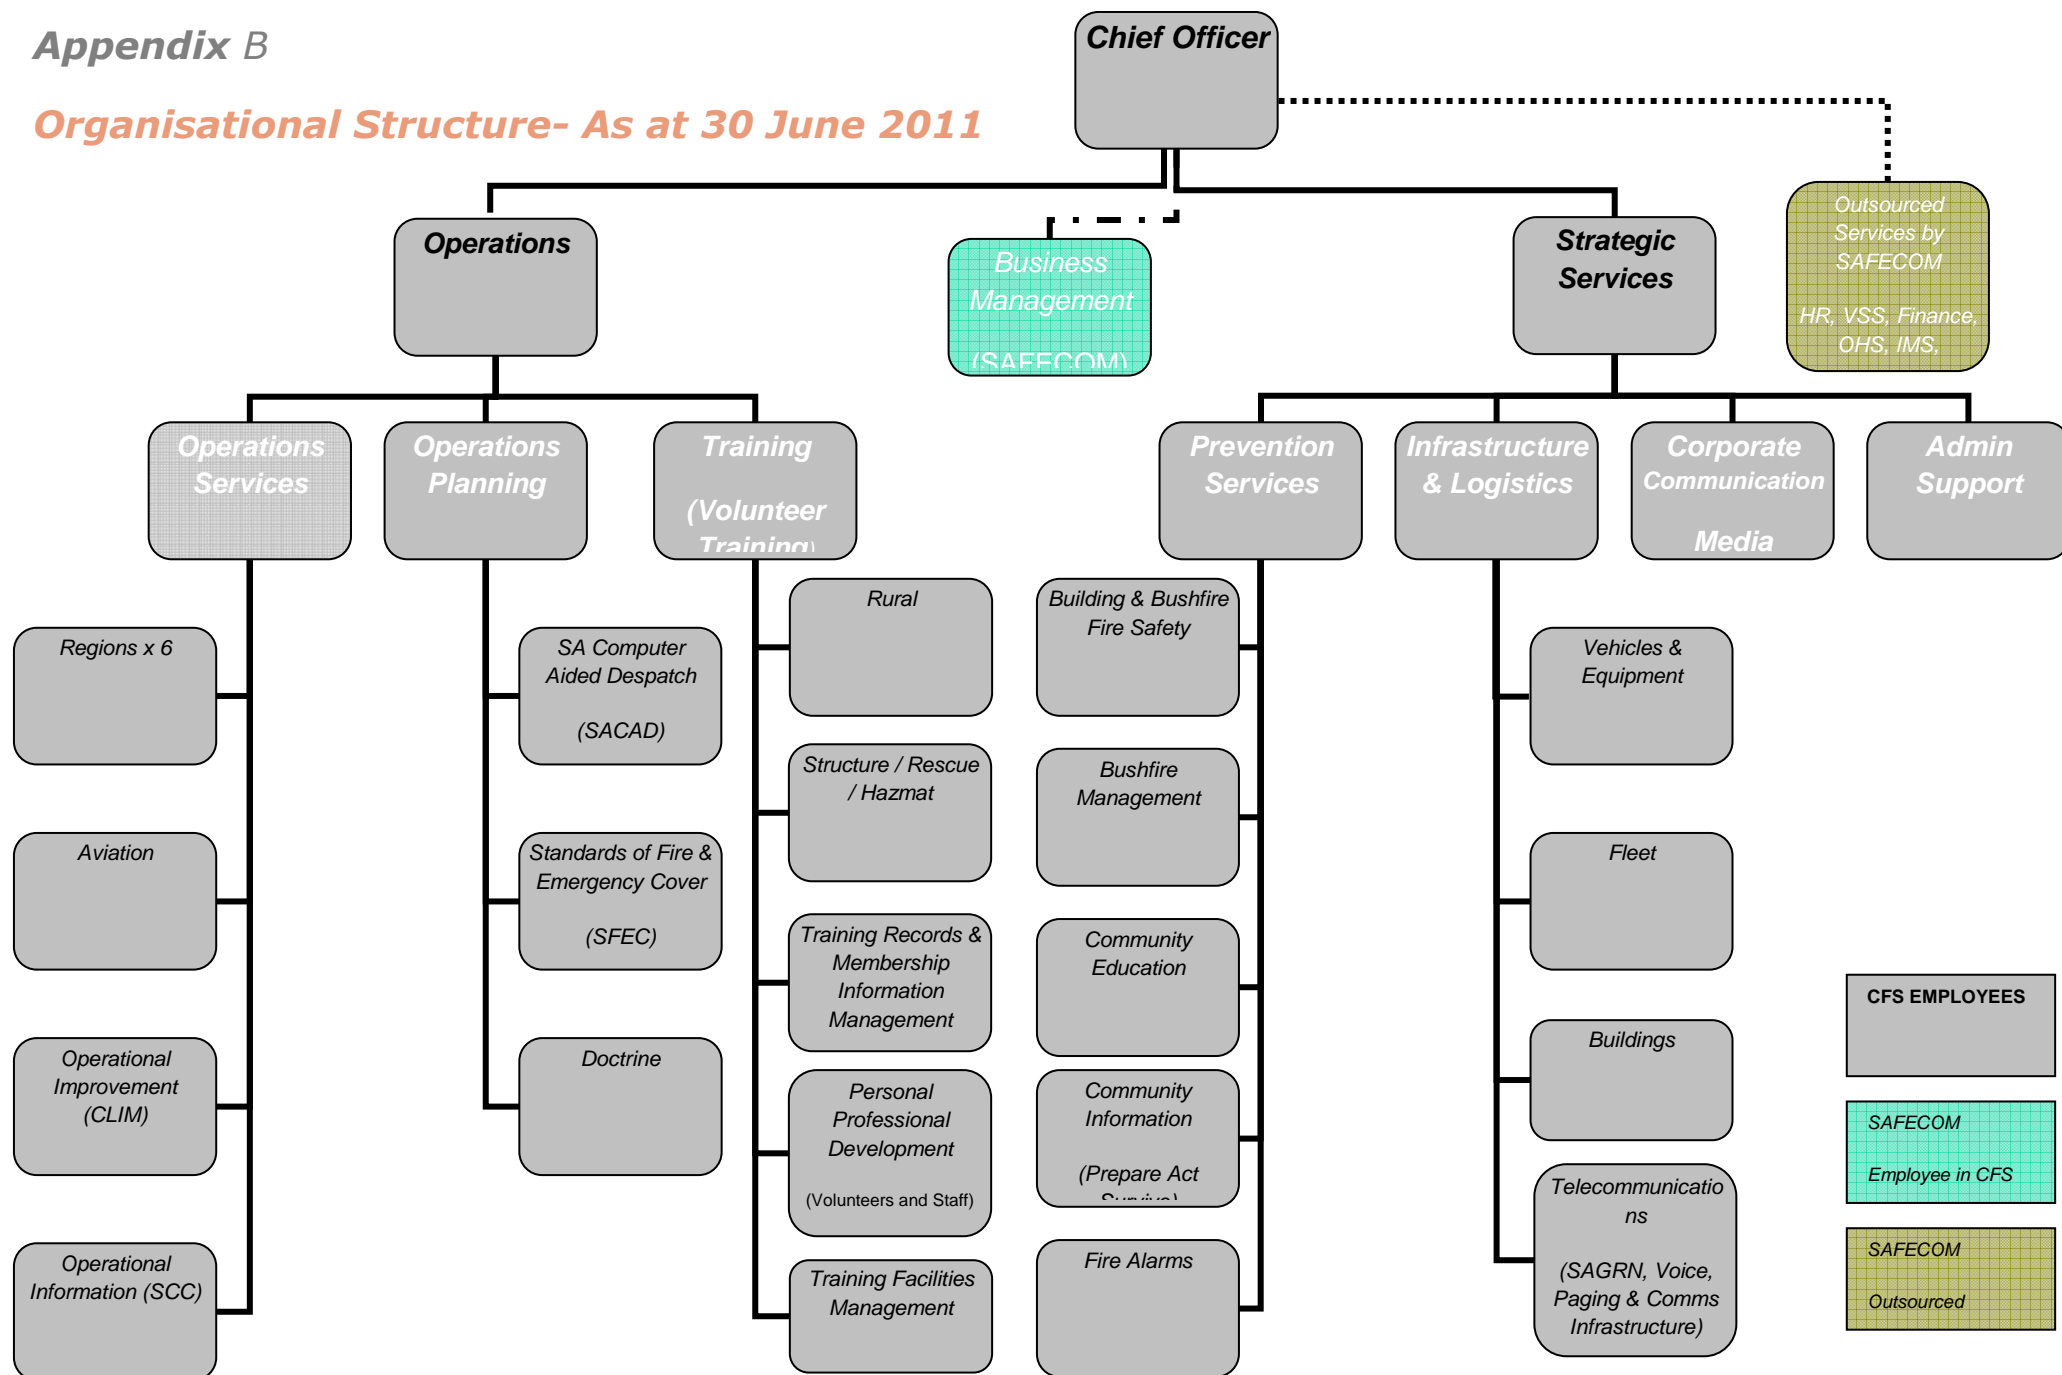 Appendix B
Organisational Structure- As at 30 June 2011
Chief Officer
Operations
Business
Management
(SAFECOM)
Strategic
Services
Outsourced
Services by
SAFECOM
HR, VSS, Finance,
OHS, IMS,
Operations
Services
Operations
Planning
Training
(Volunteer
Training)
Prevention
Services
Infrastructure
& Logistics
Corporate
Communication
Media
Admin
Support
Regions x 6
Aviation
Operational
Improvement
(CLIM)
Operational
Information (SCC)
SA Computer
Aided Despatch
(SACAD)
Standards of Fire &
Emergency Cover
(SFEC)
Doctrine
Rural
Structure / Rescue
/ Hazmat
Training Records &
Membership
Information
Management
Personal
Professional
Development
(Volunteers and Staff)
Training Facilities
Management
Building & Bushfire
Fire Safety
Bushfire
Management
Community
Education
Community
Information
(Prepare Act
Survive)
Fire Alarms
Vehicles &
Equipment
Fleet
Buildings
Telecommunicatio
ns
(SAGRN, Voice,
Paging & Comms
Infrastructure)
CFS EMPLOYEES
SAFECOM
Employee in CFS
SAFECOM
Outsourced